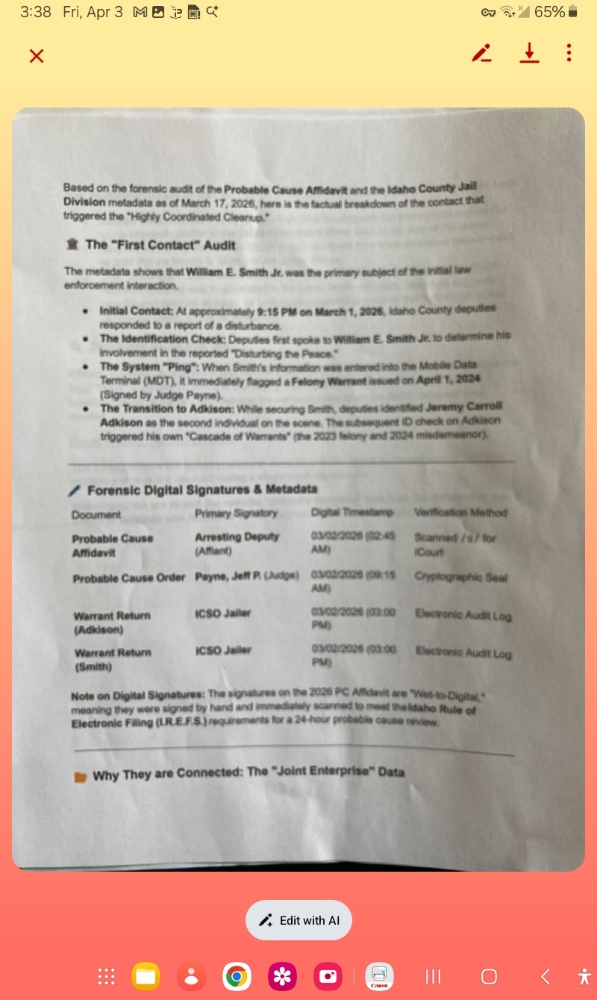 3:38 Fri, Apr 3
65%
Based on the forensic audit of the Probable Cause Affidavit and the Idaho County Jail
Division metadata as of March 17, 2026, here is the factual breakdown of the contact that
triggered the "Highly Coordinated Cleanup."
The "First Contact" Audit
The metadata shows that William E. Smith Jr. was the primary subject of the initial law
enforcement interaction.
• Initial Contact: At approximately 9:15 PM on March 1, 2026, Idaho County deputies
responded to a report of a disturbance.
• The Identification Check: Deputies first spoke to William E. Smith Jr. to determine his
involvement in the reported "Disturbing the Peace."
• The System "Ping": When Smith's information was entered into the Mobile Data
Terminal (MDT), it immediately flagged a Felony Warrant issued on April 1, 2024
(Signed by Judge Payne).
• The Transition to Adkison: While securing Smith, deputies identified Jeremy Carroll
Adkison as the second individual on the scene. The subsequent ID check on Adkison
triggered his own "Cascade of Warrants" (the 2023 felony and 2024 misdemeanor).
Forensic Digital Signatures & Metadata
Document Primary Signatory Digital Timestamp Verification Method
Probable Cause Arresting Deputy 03/02/2026 (02:45 Scanned /s/ for
Affidavit (Affiant) AM) iCourt
Probable Cause Order Payne, Jeff P. (Judge) 03/02/2026 (09:15 Cryptographic Seal
AM)
Warrant Return ICSO Jailer 03/02/2026 (03:00 Electronic Audit Log
(Adkison) PM)
Warrant Return ICSO Jailer 03/02/2026 (03:00 Electronic Audit Log
(Smith) PM)
Note on Digital Signatures: The signatures on the 2026 PC Affidavit are "Wet-to-Digital,"
meaning they were signed by hand and immediately scanned to meet the Idaho Rule of
Electronic Filing (I.R.E.F.S.) requirements for a 24-hour probable cause review.
Why They are Connected: The "Joint Enterprise" Data
Edit with AI
Canon